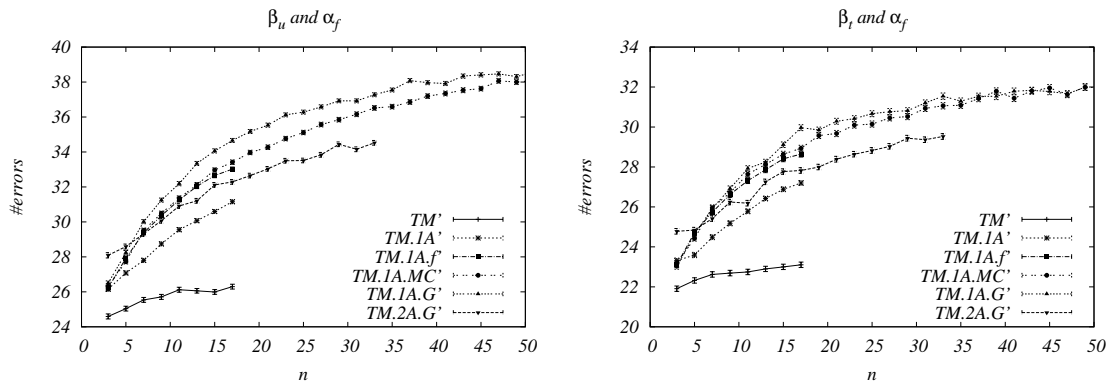 β_u and α_f
40
38
36
34
32
30
28
26
24
#errors
TM'
TM.1A'
TM.1A.f'
TM.1A.MC'
TM.1A.G'
TM.2A.G'
0 5 10 15 20 25 30 35 40 45 50
n
β_t and α_f
34
32
30
28
26
24
22
20
#errors
TM'
TM.1A'
TM.1A.f'
TM.1A.MC'
TM.1A.G'
TM.2A.G'
0 5 10 15 20 25 30 35 40 45 50
n